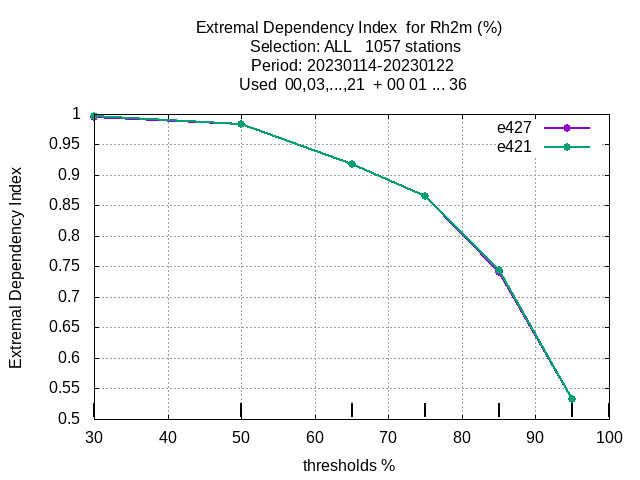 Extremal Dependency Index  for Rh2m (%)
Selection: ALL   1057 stations
Period: 20230114-20230122
Used  00,03,...,21  + 00 01 ... 36
e427
e421
1
0.95
0.9
0.85
0.8
0.75
0.7
0.65
0.6
0.55
0.5
Extremal Dependency Index
30 40 50 60 70 80 90 100
thresholds %